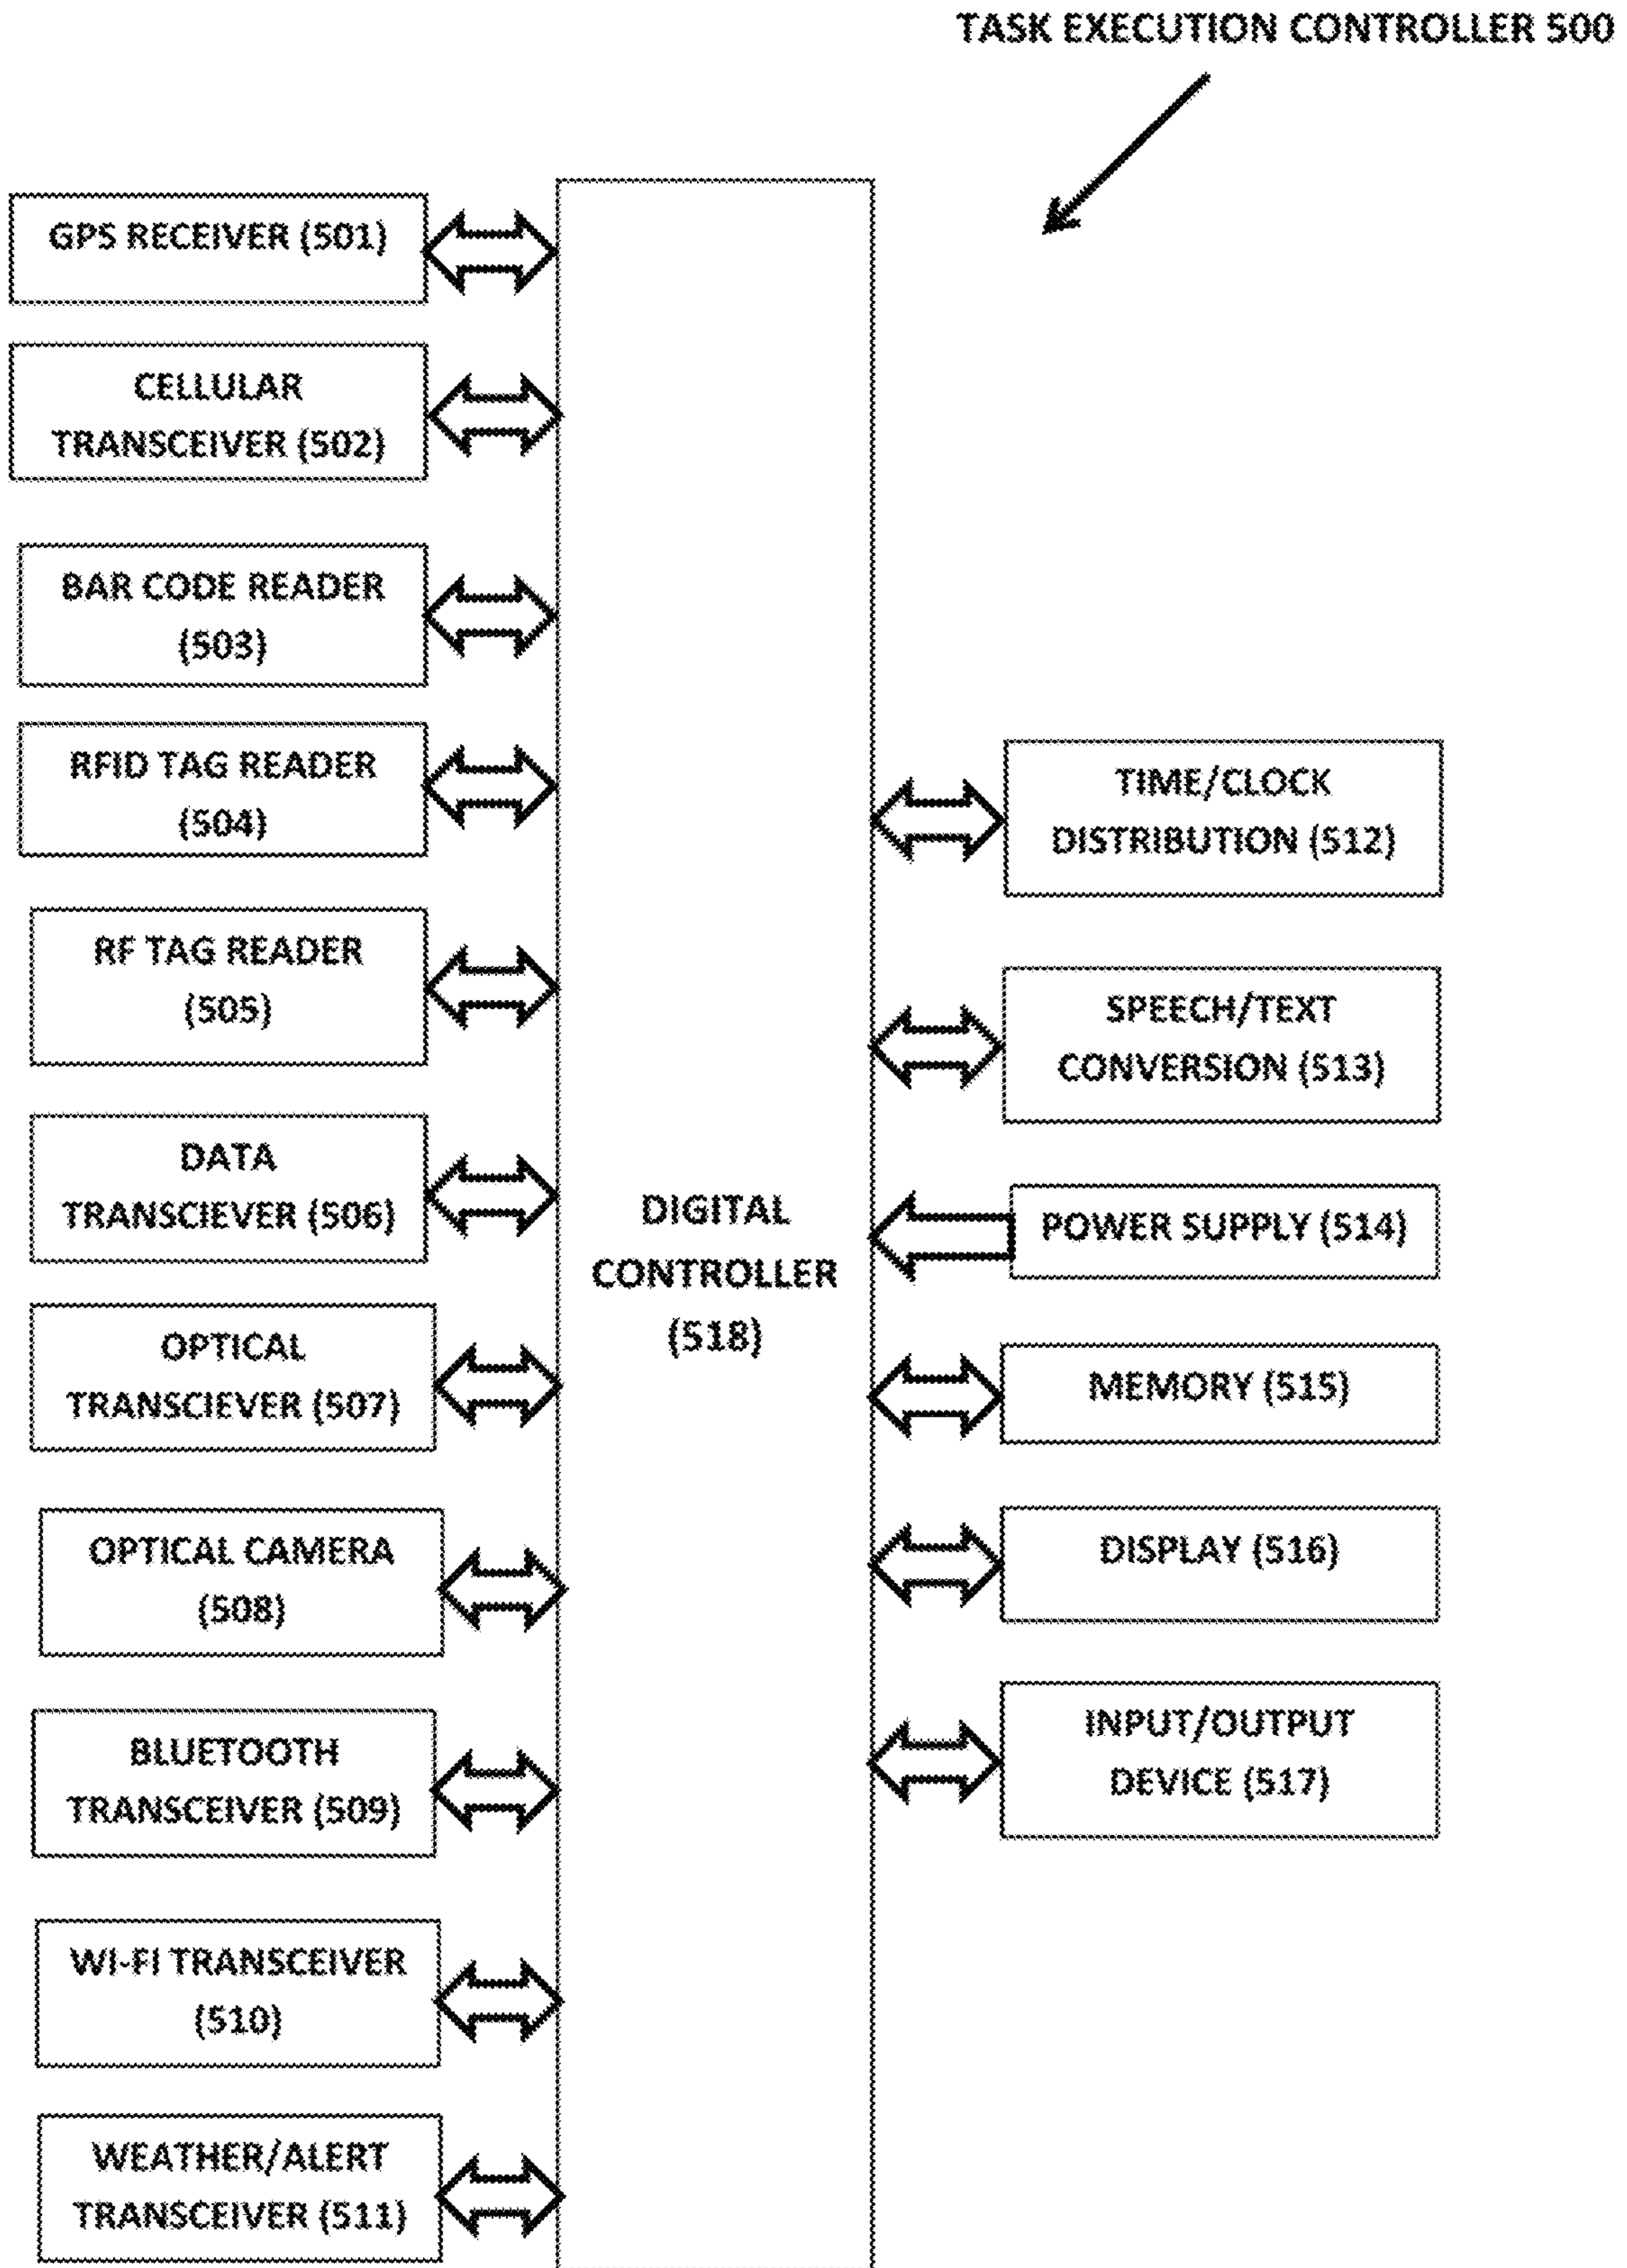 TASK EXECUTION CONTROLLER 500
GPS RECEIVER (501)
CELLULAR
TRANSCEIVER (502)
BAR CODE READER
(503)
RFID TAG READER
(504)
RF TAG READER
(505)
DATA
TRANSCIEVER (506)
OPTICAL
TRANSCIEVER (507)
OPTICAL CAMERA
(508)
BLUETOOTH
TRANSCEIVER (509)
WI-FI TRANSCEIVER
(510)
WEATHER/ALERT
TRANSCEIVER (511)
DIGITAL
CONTROLLER
(518)
TIME/CLOCK
DISTRIBUTION (512)
SPEECH/TEXT
CONVERSION (513)
POWER SUPPLY (514)
MEMORY (515)
DISPLAY (516)
INPUT/OUTPUT
DEVICE (517)